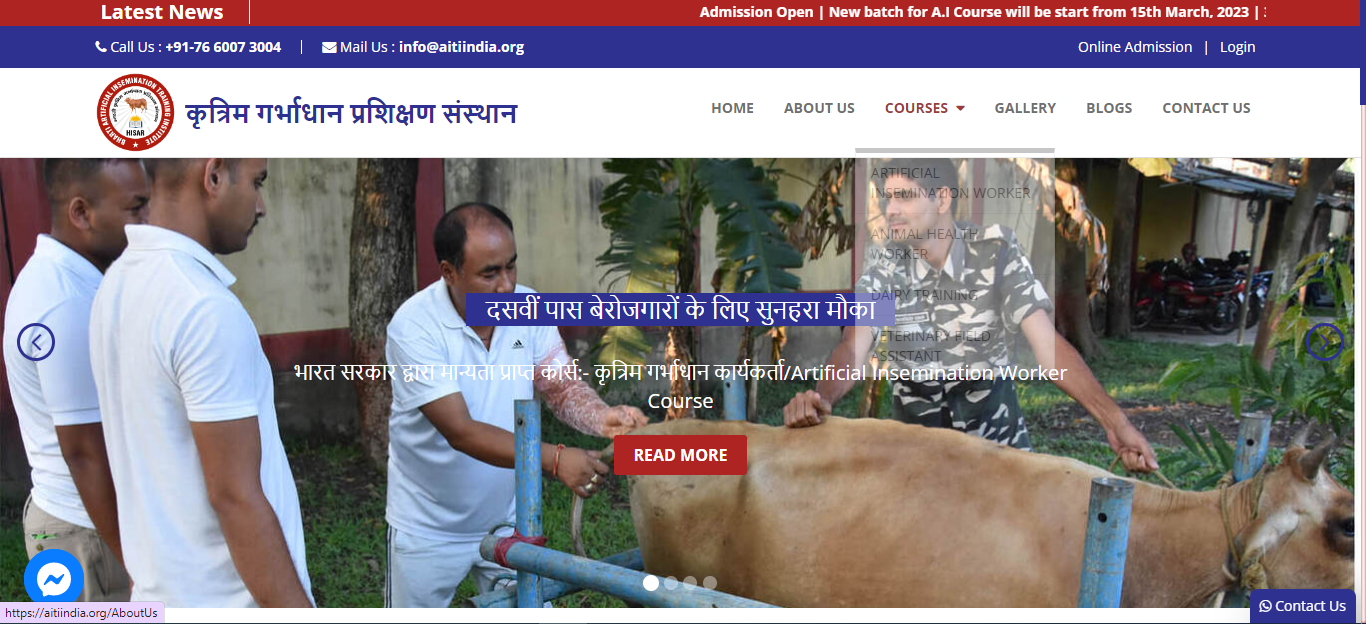 Latest News
Admission Open | New batch for A.I Course will be start from 15th March, 2023 |
Call Us : +91-76 6007 3004 | Mail Us : info@aitiindia.org
Online Admission | Login
BHARTI ARTIFICIAL INSEMINATION TRAINING INSTITUTE
HISAR
कृत्रिम गर्भाधान प्रशिक्षण संस्थान
HOME ABOUT US COURSES GALLERY BLOGS CONTACT US
ARTIFICIAL
INSEMINATION WORKER
ANIMAL HEALTH
WORKER
DAIRY TRAINING
VETERINARY FIELD
ASSISTANT
दसवीं पास बेरोजगारों के लिए सुनहरा मौका
भारत सरकार द्वारा मान्यता प्राप्त कोर्स:- कृत्रिम गर्भाधान कार्यकर्ता/Artificial Insemination Worker
Course
READ MORE
https://aitiindia.org/AboutUs
Contact Us